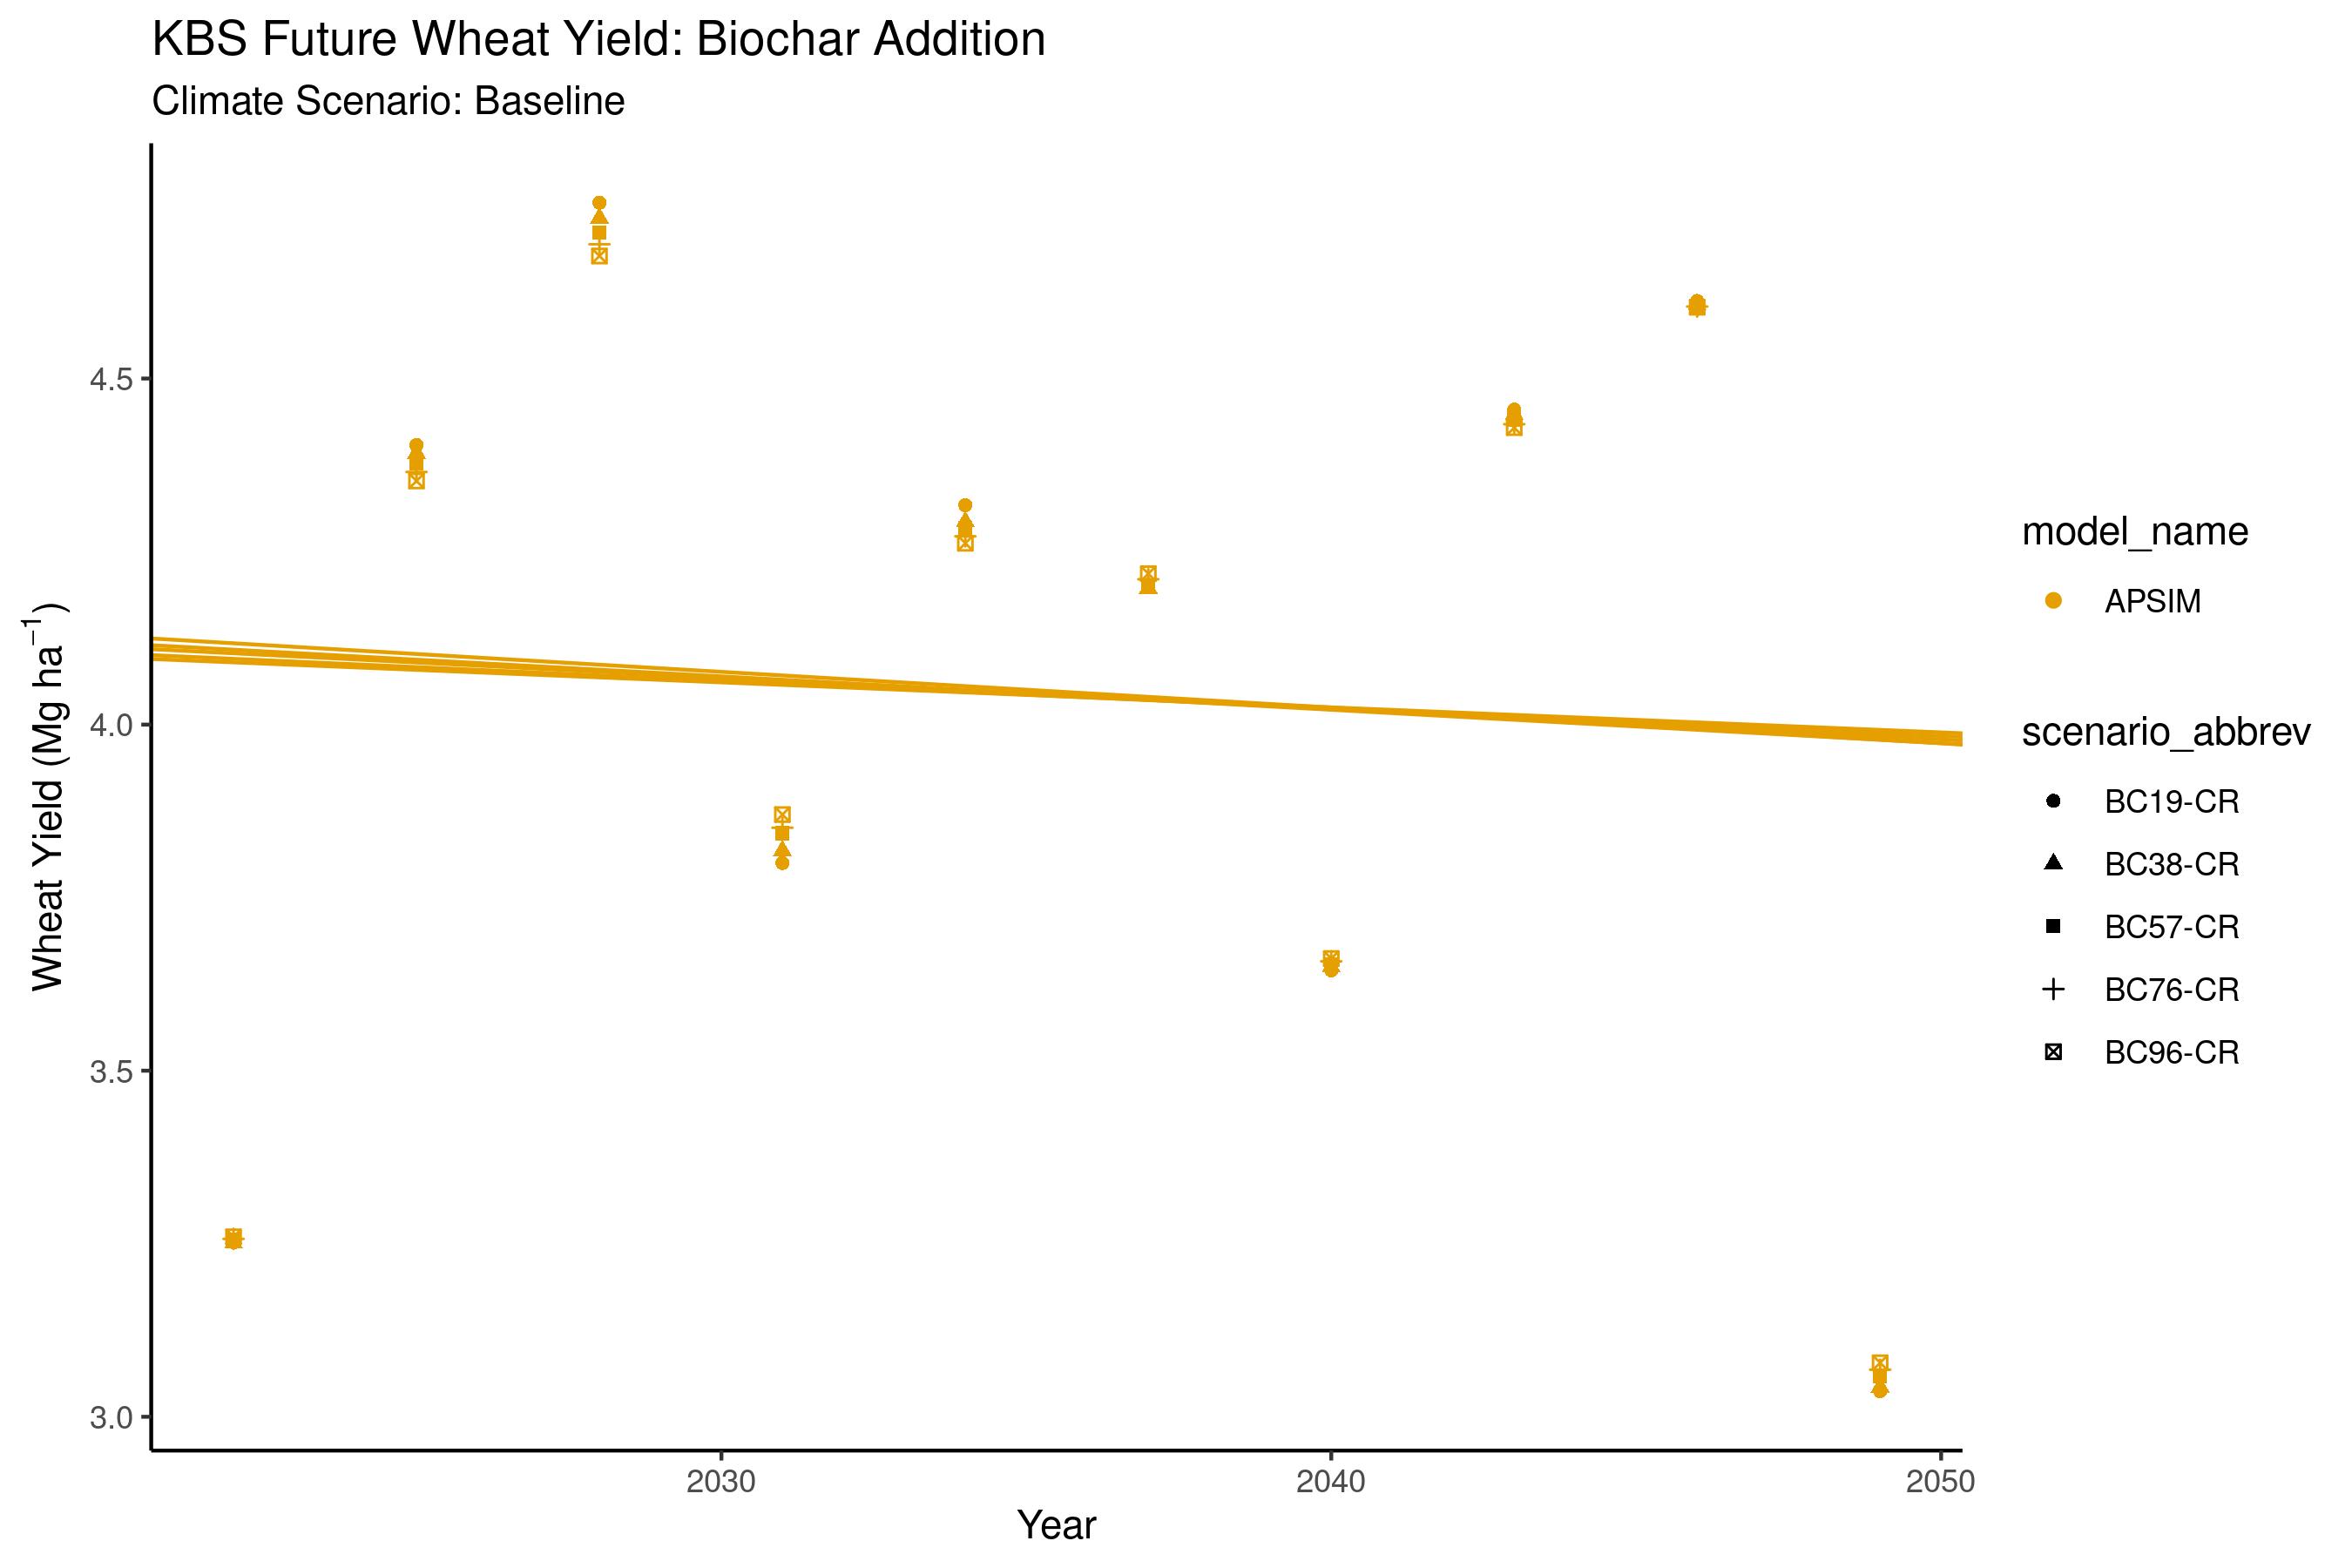 KBS Future Wheat Yield: Biochar Addition
Climate Scenario: Baseline
Wheat Yield (Mg ha⁻¹)
4.5
4.0
3.5
3.0
2030
2040
2050
Year
model_name
APSIM
scenario_abbrev
BC19-CR
BC38-CR
BC57-CR
BC76-CR
BC96-CR